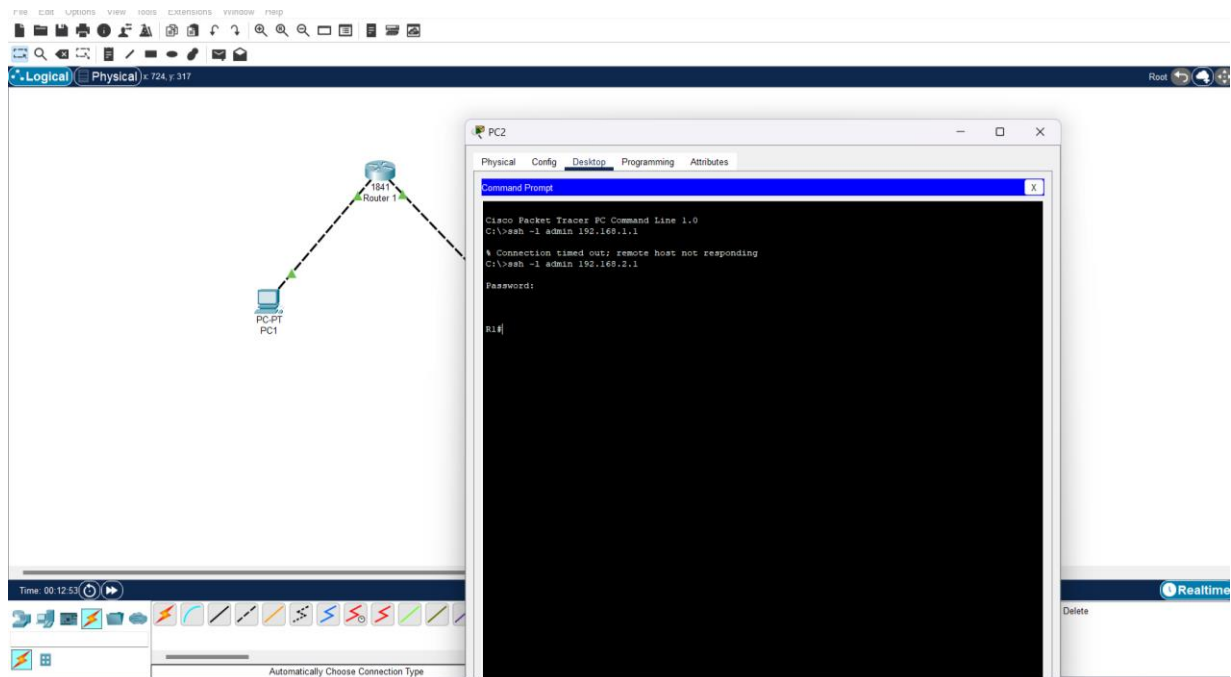 File Edit Options View Tools Extensions Window Help
Logical Physical x: 724, y: 317 Root
1841
Router 1
PC-PT
PC1
PC2
Physical Config Desktop Programming Attributes
Command Prompt X
Cisco Packet Tracer PC Command Line 1.0
C:\>ssh -l admin 192.168.1.1
% Connection timed out; remote host not responding
C:\>ssh -l admin 192.168.2.1
Password:
R1#
Time: 00:12:53 Realtime
Delete
Automatically Choose Connection Type